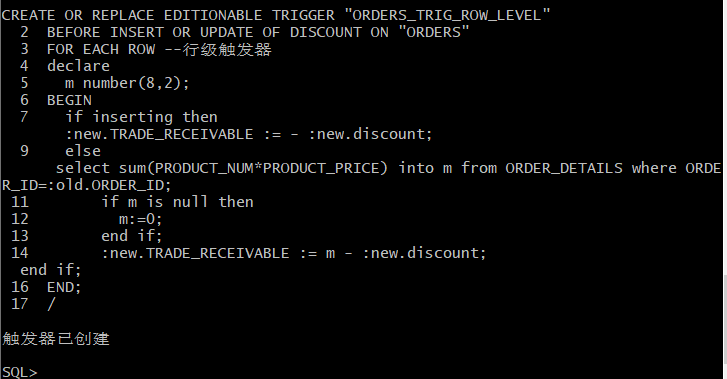 CREATE OR REPLACE EDITIONABLE TRIGGER "ORDERS_TRIG_ROW_LEVEL"
  2  BEFORE INSERT OR UPDATE OF DISCOUNT ON "ORDERS"
  3  FOR EACH ROW --行级触发器
  4  declare
  5    m number(8,2);
  6  BEGIN
  7    if inserting then
       :new.TRADE_RECEIVABLE := - :new.discount;
  9    else
      select sum(PRODUCT_NUM*PRODUCT_PRICE) into m from ORDER_DETAILS where ORDE
R_ID=:old.ORDER_ID;
 11        if m is null then
 12          m:=0;
 13        end if;
 14        :new.TRADE_RECEIVABLE := m - :new.discount;
  end if;
 16  END;
 17  /
触发器已创建
SQL>